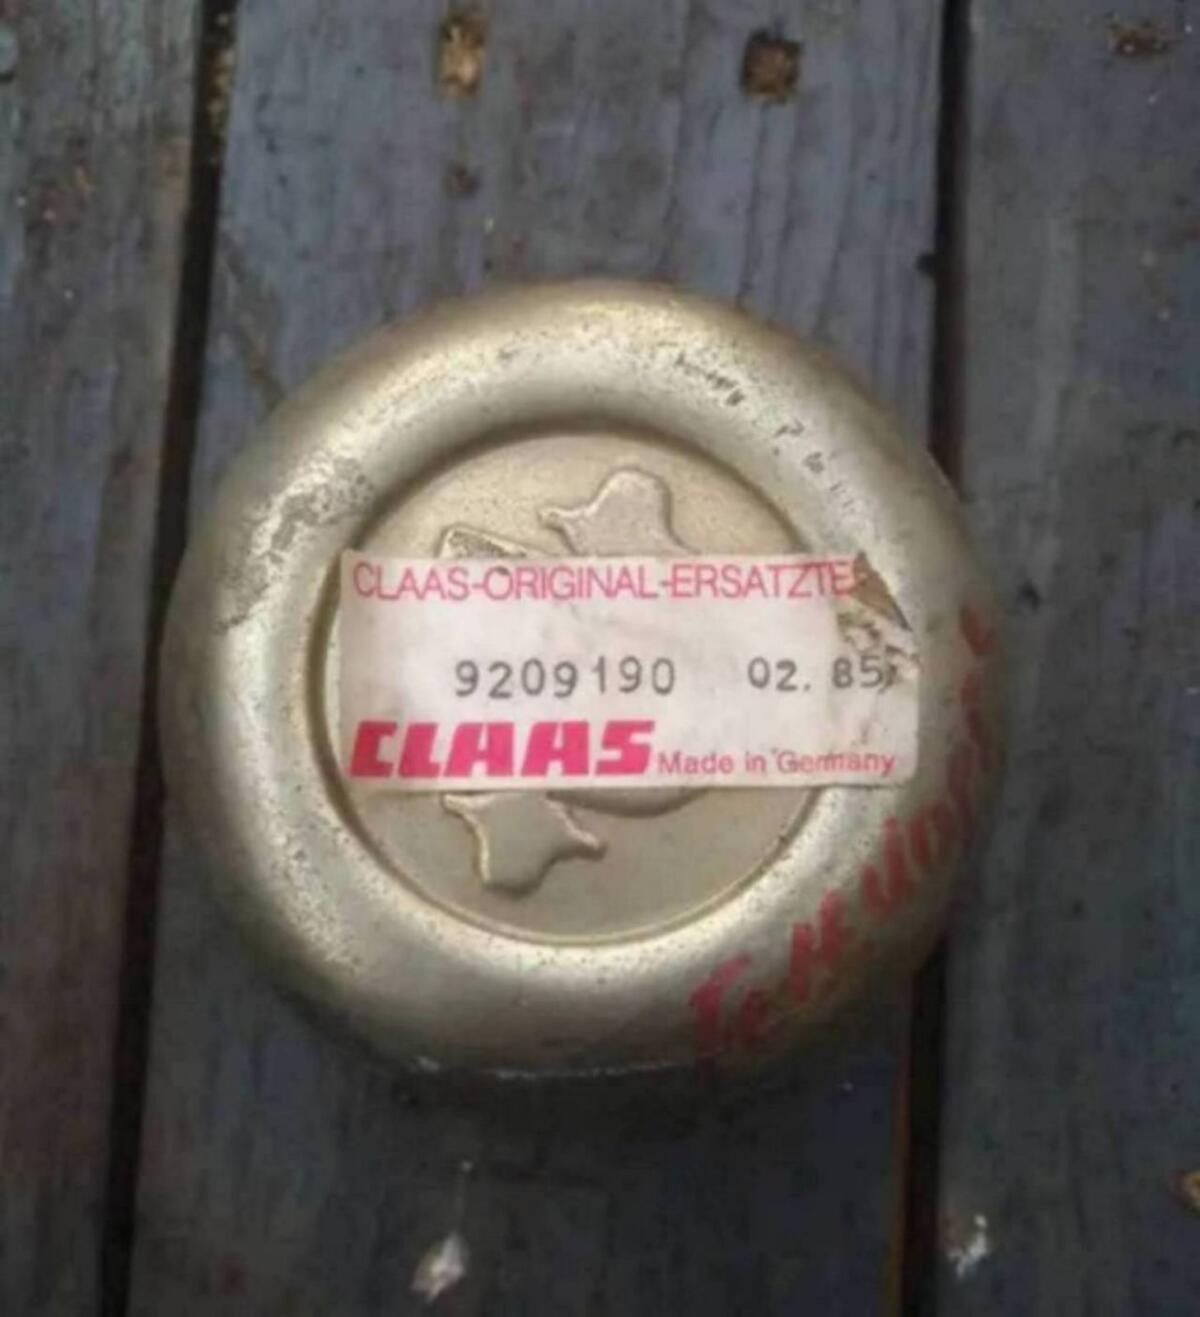 CLAAS-ORIGINAL-ERSATZTE
9209190 02.85
CLAAS Made in Germany